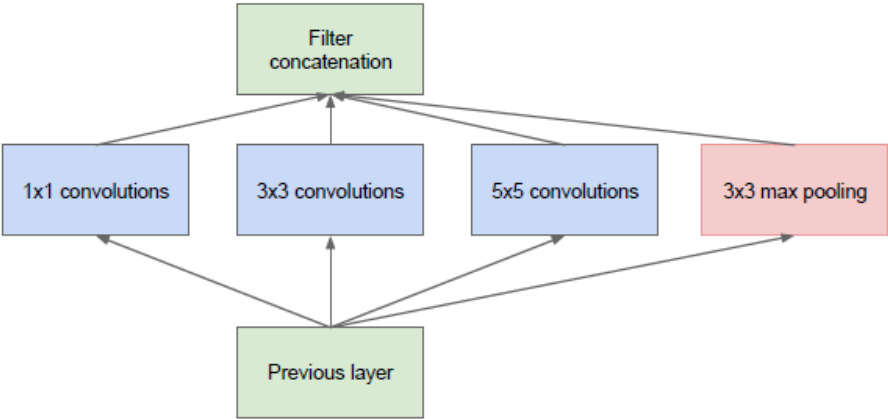 Filter
concatenation
1x1 convolutions
3x3 convolutions
5x5 convolutions
3x3 max pooling
Previous layer